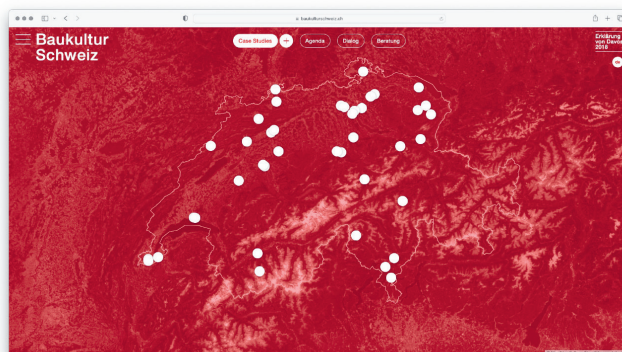 baukulturschweiz.ch
Baukultur
Schweiz
Case Studies
Agenda
Dialog
Beratung
Erklärung
von Davos
2018